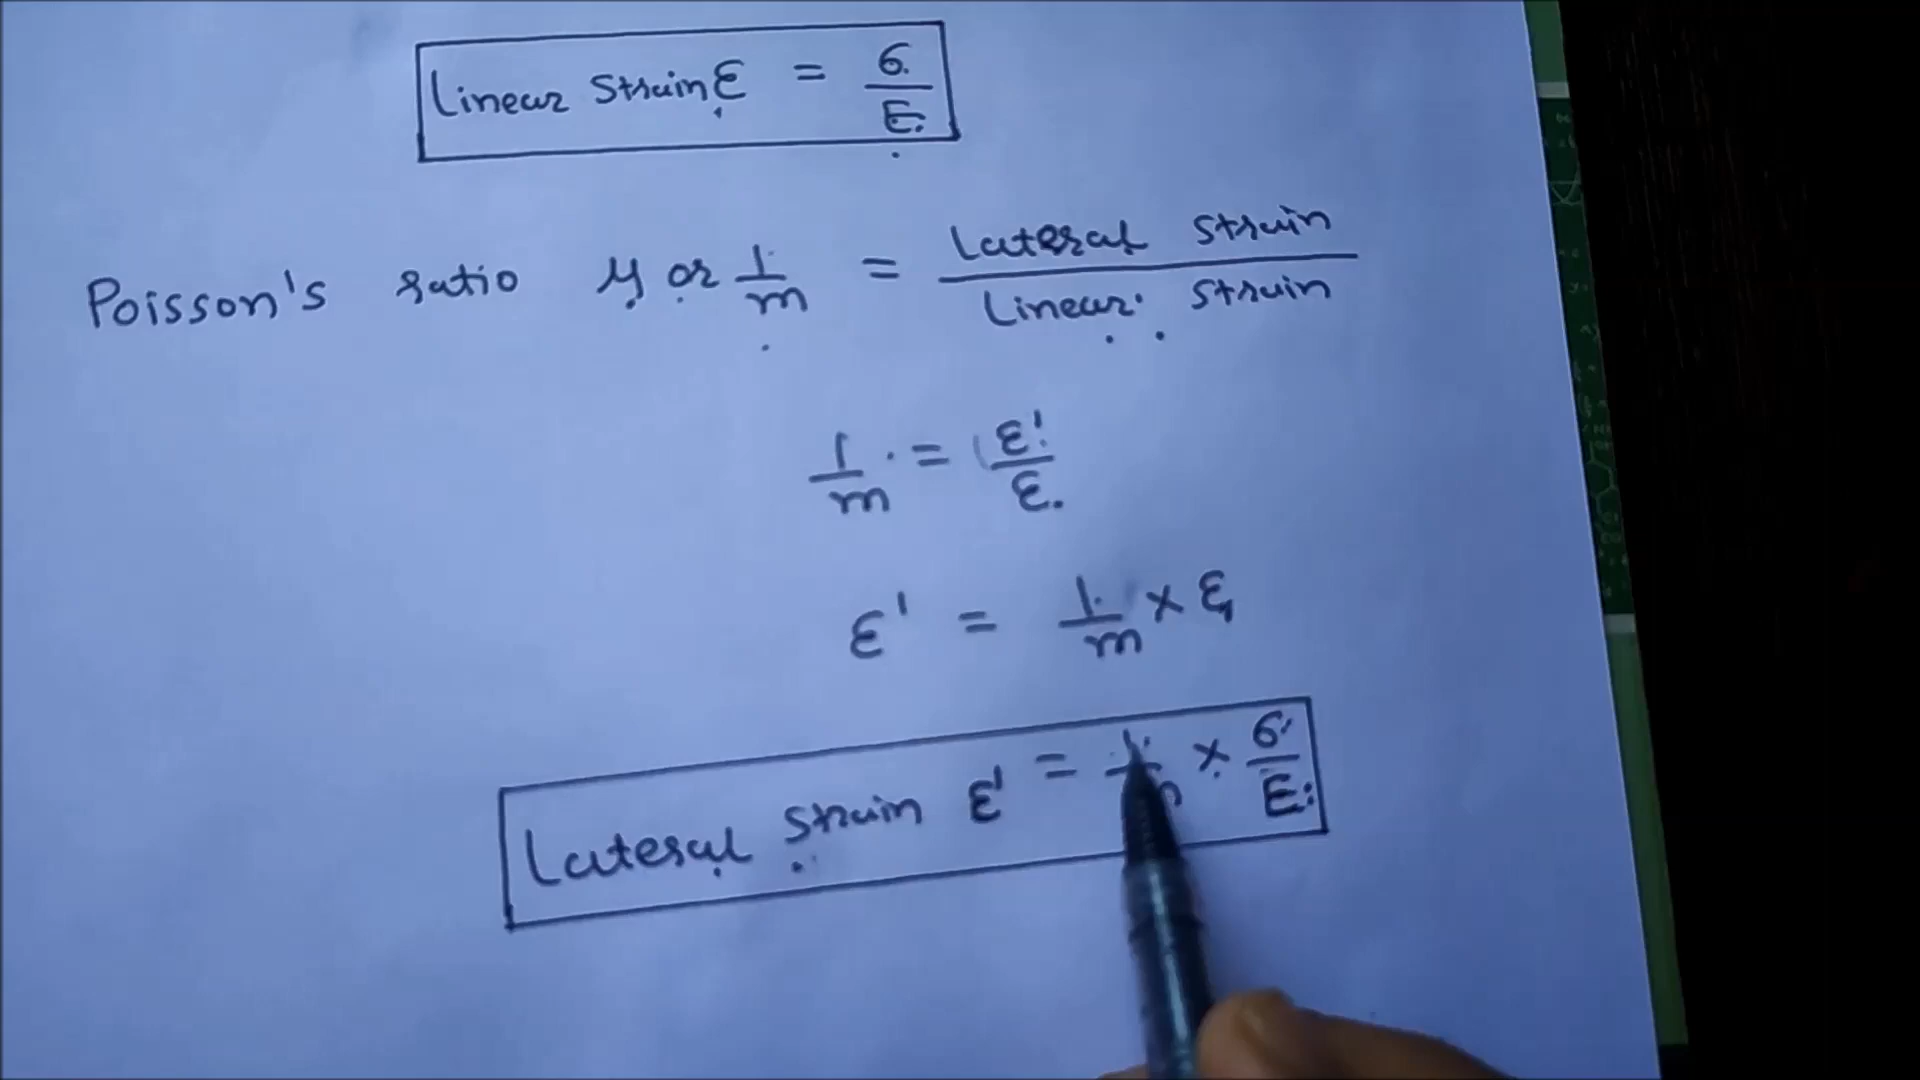 Linear Strain ε = σ/E
Poisson's ratio μ or 1/m = Lateral strain / Linear strain
1/m = ε'/ε
ε' = 1/m × ε
Lateral strain ε' = 1/m × σ/E